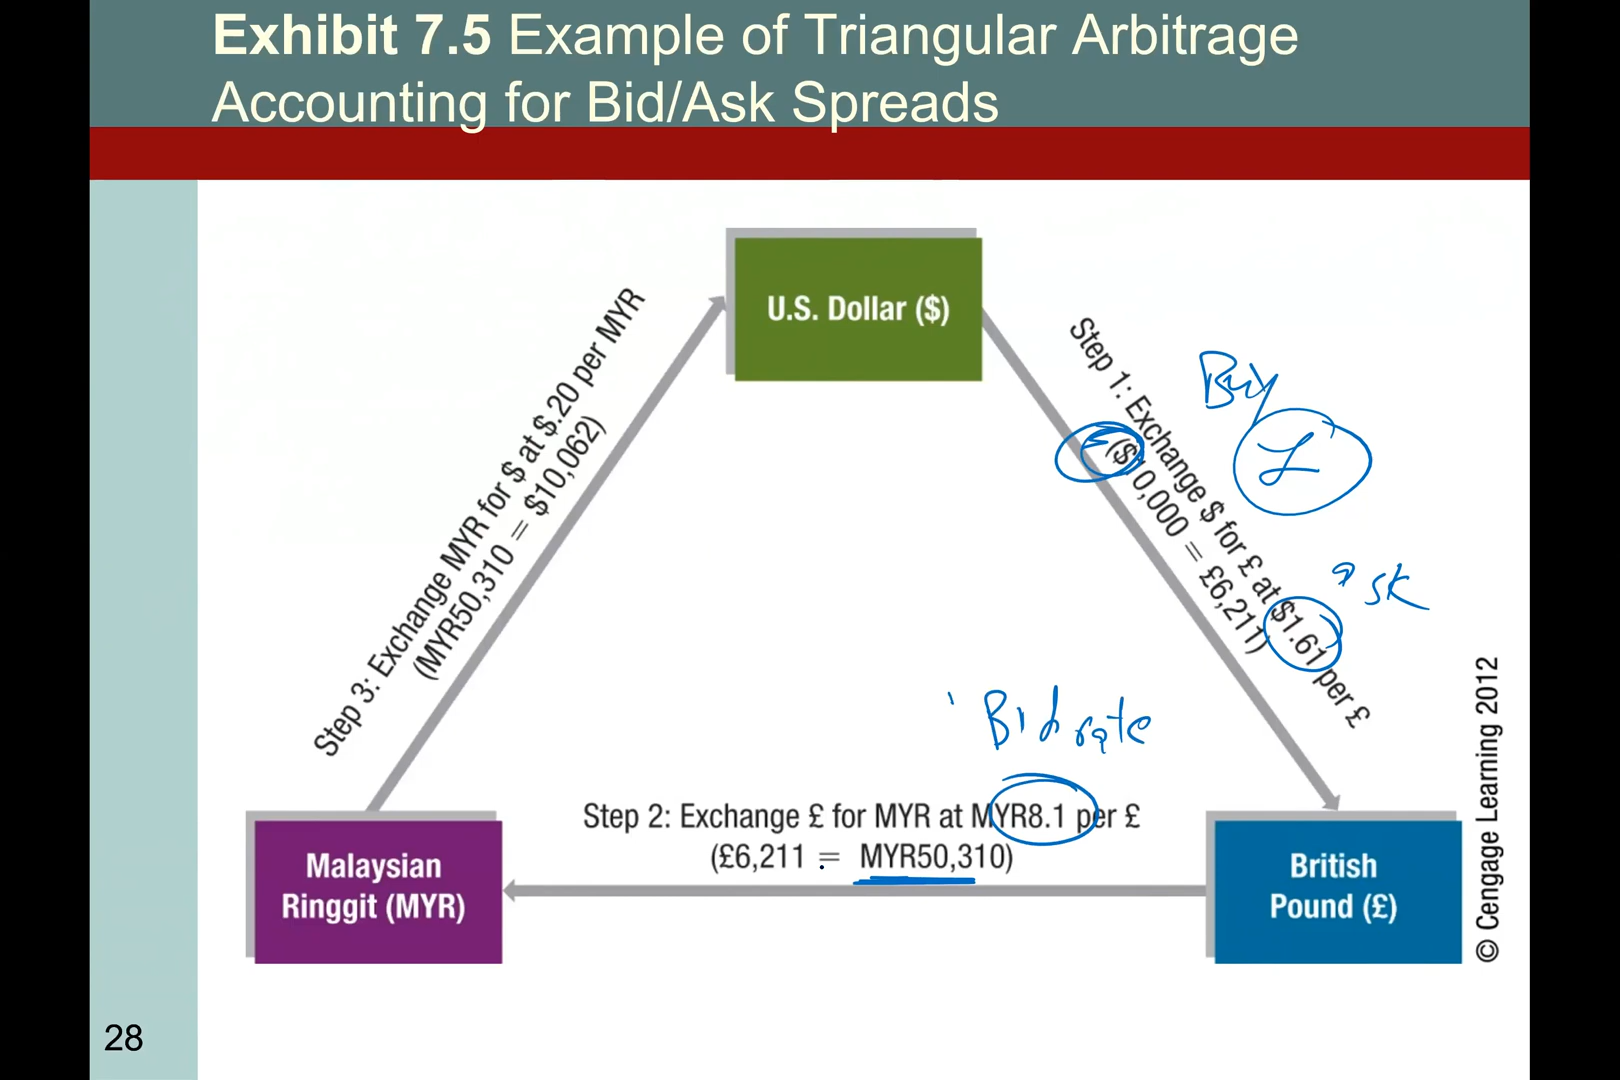 Exhibit 7.5 Example of Triangular Arbitrage
Accounting for Bid/Ask Spreads
U.S. Dollar ($)
Step 1: Exchange $ for £ at $1.61 per £
($10,000 = £6,211)
Buy
£
ask
Bid rate
Step 2: Exchange £ for MYR at MYR8.1 per £
(£6,211 = MYR50,310)
Step 3: Exchange MYR for $ at $.20 per MYR
(MYR50,310 = $10,062)
Malaysian
Ringgit (MYR)
British
Pound (£)
© Cengage Learning 2012
28